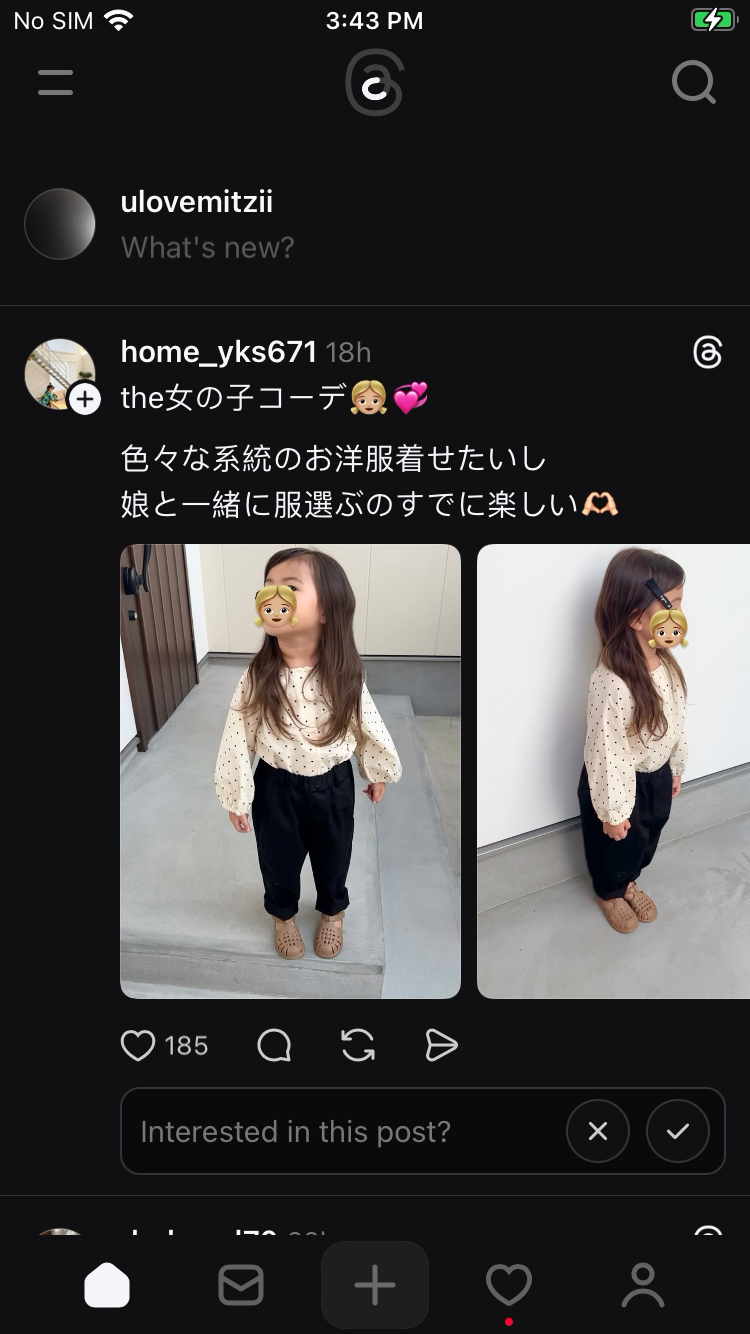 No SIM 3:43 PM
ulovemitzii
What's new?
home_yks671 18h
the女の子コーデ👧🏼💞
色々な系統のお洋服着せたいし
娘と一緒に服選ぶのすでに楽しい🫶🏻
185
Interested in this post?